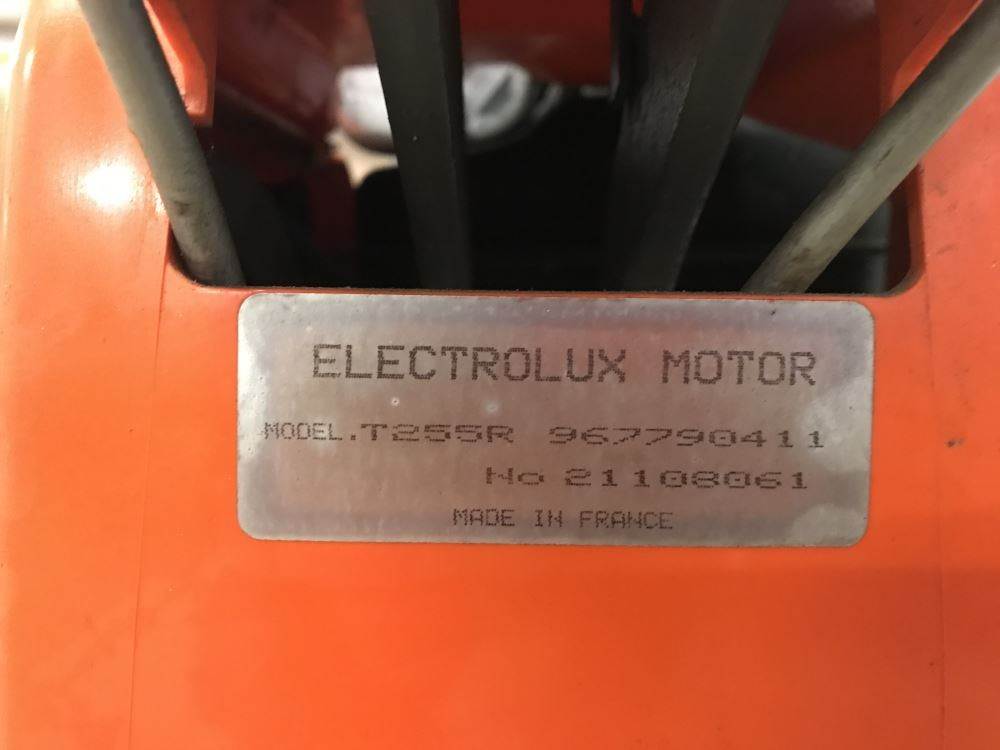 ELECTROLUX MOTOR
MODEL.T255R 967790411
No 21108061
MADE IN FRANCE